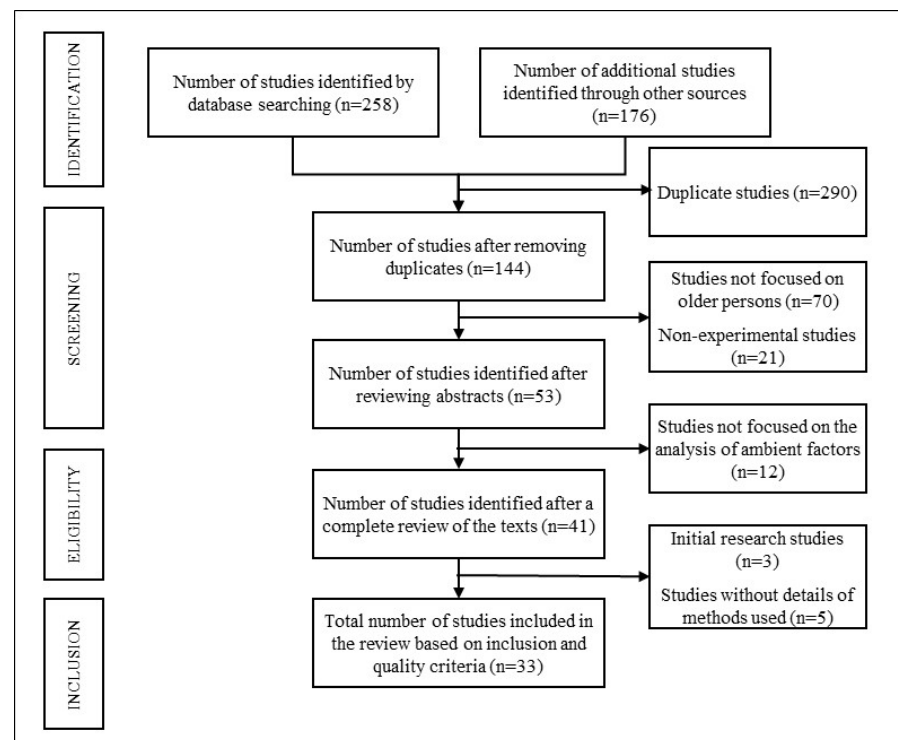 IDENTIFICATION
Number of studies identified by
database searching (n=258)
Number of additional studies
identified through other sources
(n=176)
Duplicate studies (n=290)
SCREENING
Number of studies after removing
duplicates (n=144)
Studies not focused on
older persons (n=70)
Non-experimental studies
(n=21)
Number of studies identified after
reviewing abstracts (n=53)
Studies not focused on the
analysis of ambient factors
(n=12)
ELIGIBILITY
Number of studies identified after a
complete review of the texts (n=41)
Initial research studies
(n=3)
Studies without details of
methods used (n=5)
INCLUSION
Total number of studies included in
the review based on inclusion and
quality criteria (n=33)